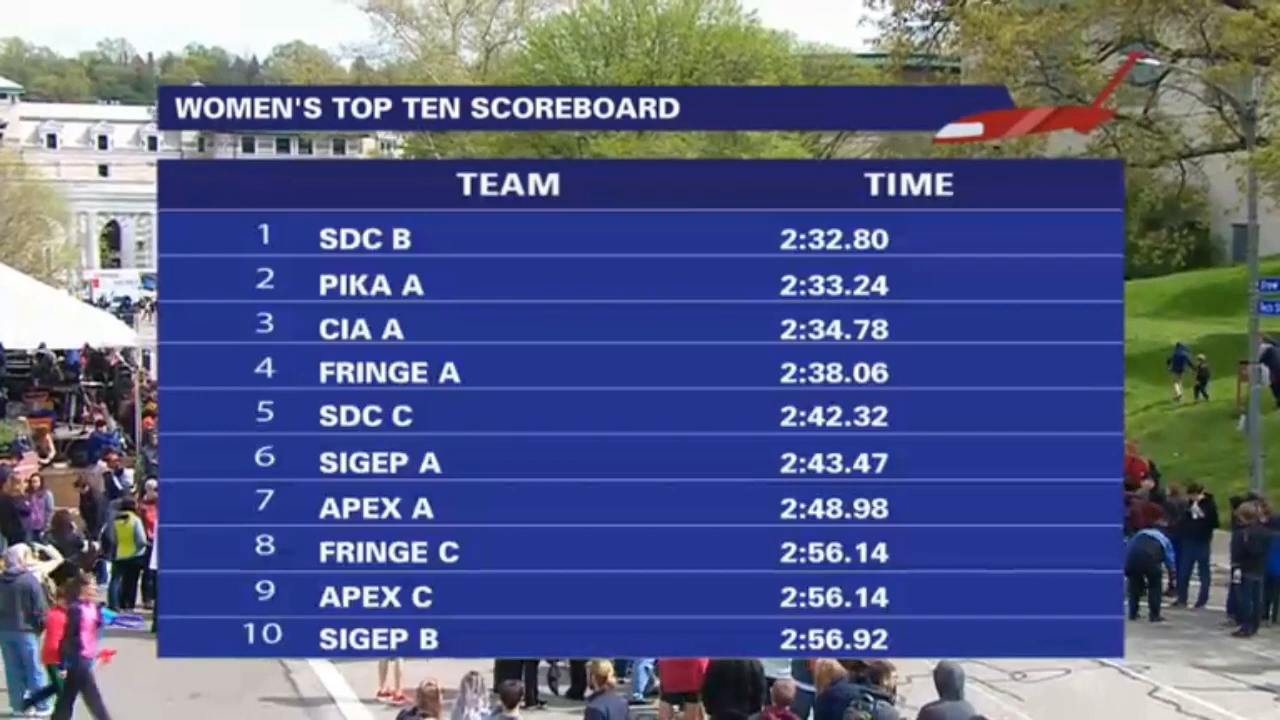 WOMEN'S TOP TEN SCOREBOARD
TEAM TIME
1 SDC B 2:32.80
2 PIKA A 2:33.24
3 CIA A 2:34.78
4 FRINGE A 2:38.06
5 SDC C 2:42.32
6 SIGEP A 2:43.47
7 APEX A 2:48.98
8 FRINGE C 2:56.14
9 APEX C 2:56.14
10 SIGEP B 2:56.92